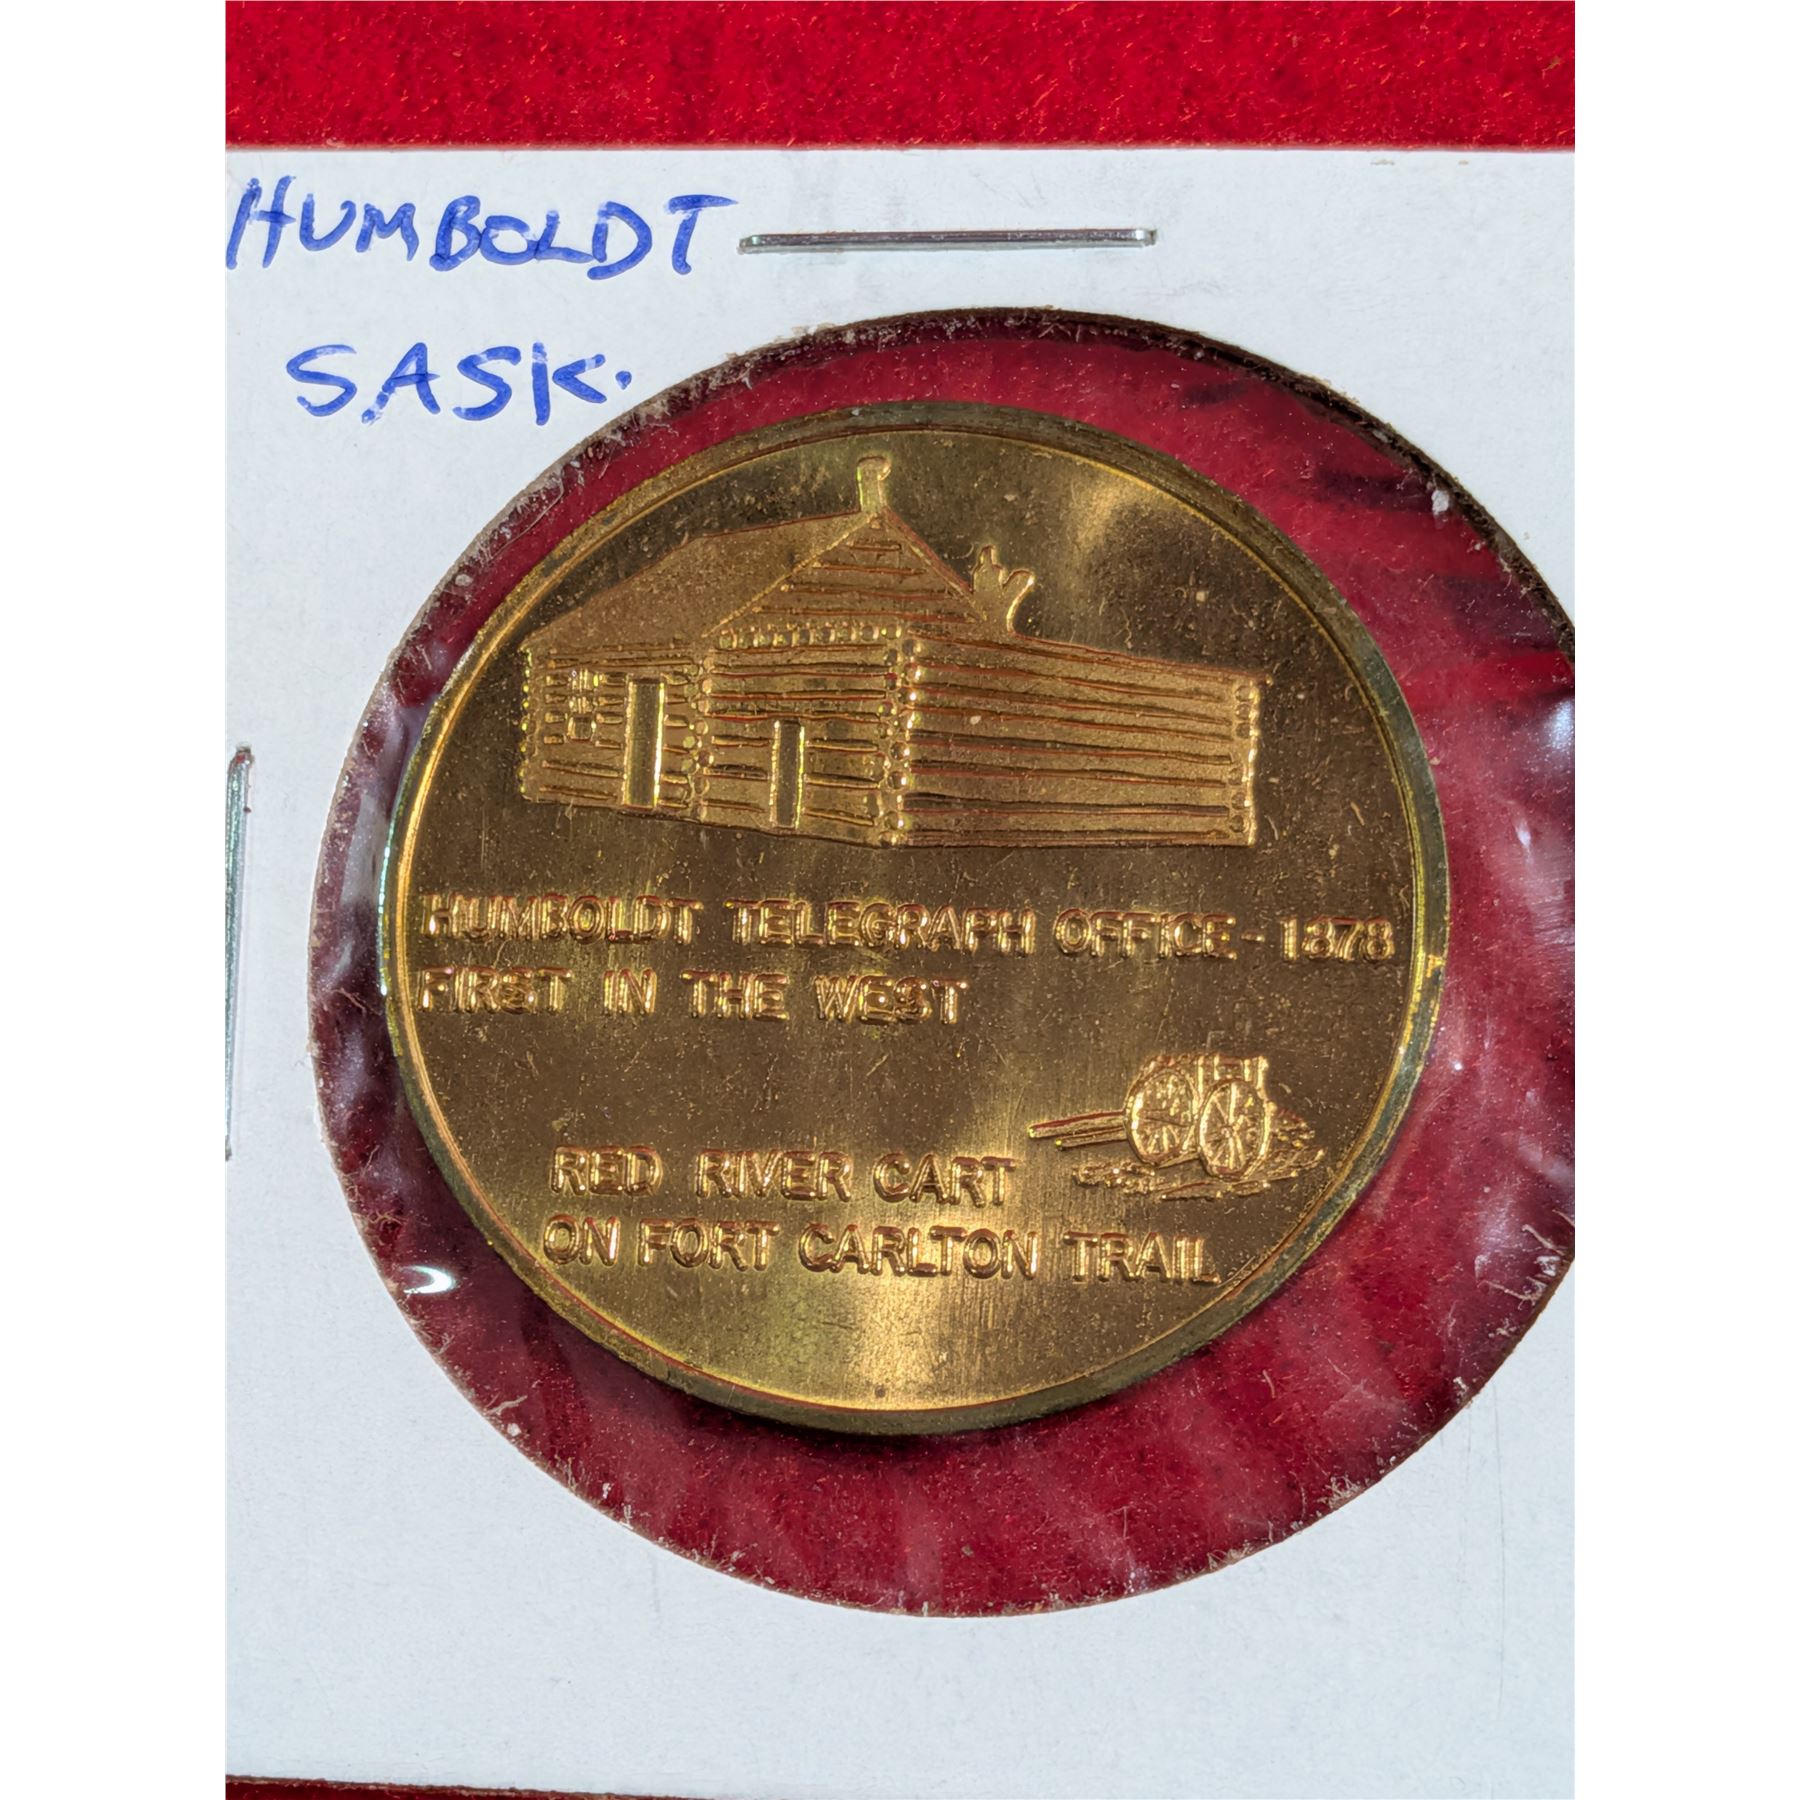 HUMBOLDT
SASK.
HUMBOLDT TELEGRAPH OFFICE - 1878
FIRST IN THE WEST
RED RIVER CART
ON FORT CARLTON TRAIL